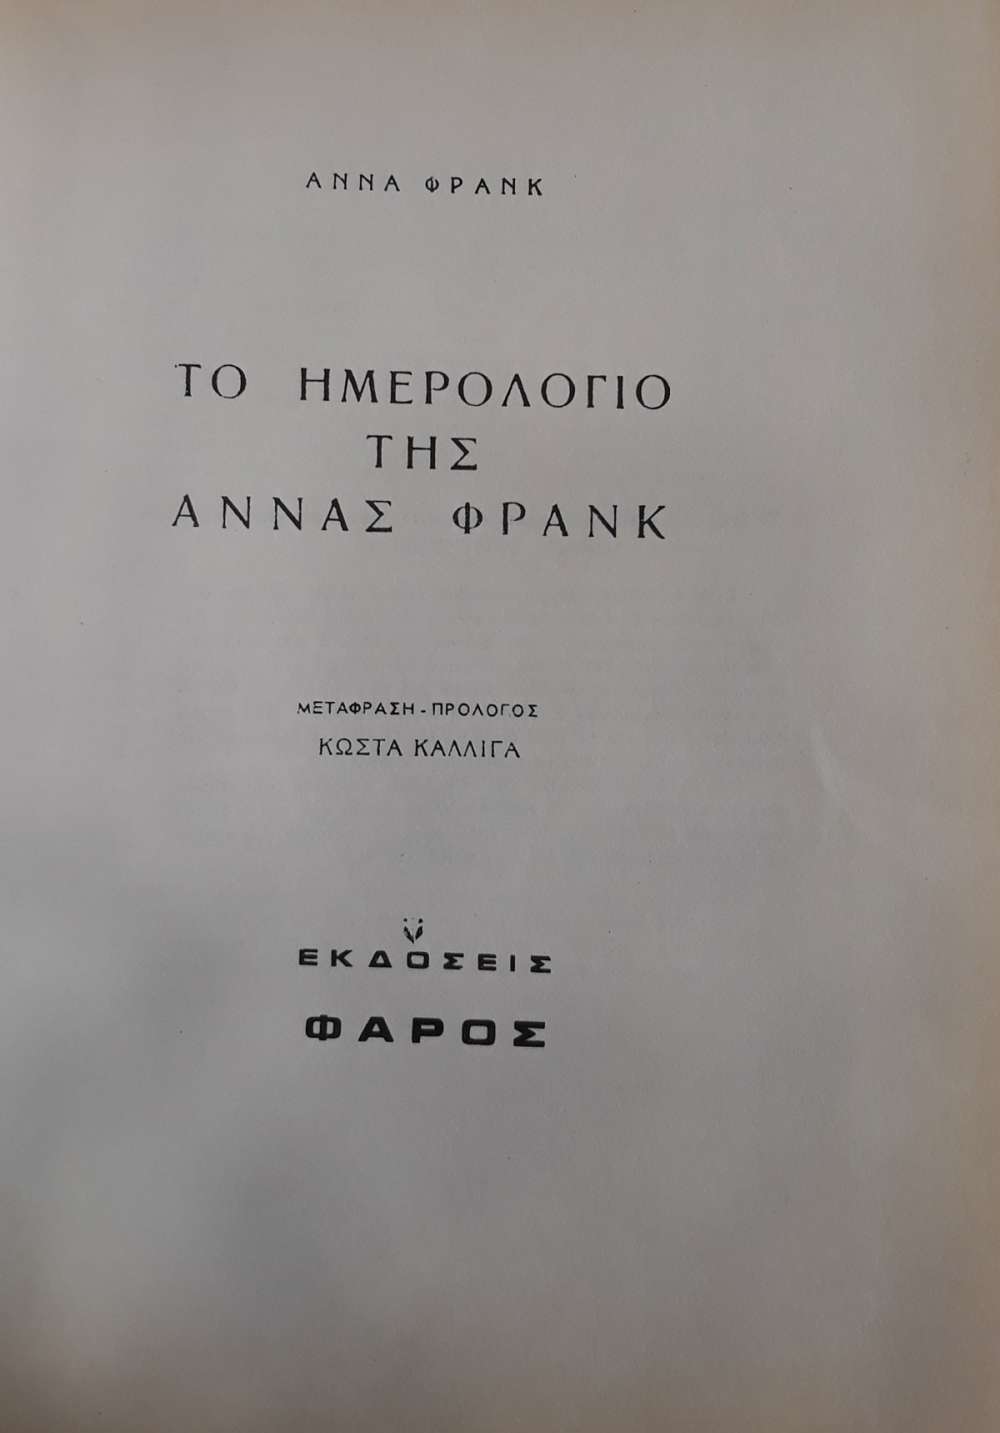 ΑΝΝΑ ΦΡΑΝΚ
ΤΟ ΗΜΕΡΟΛΟΓΙΟ
ΤΗΣ
ΑΝΝΑΣ ΦΡΑΝΚ
ΜΕΤΑΦΡΑΣΗ - ΠΡΟΛΟΓΟΣ
ΚΩΣΤΑ ΚΑΛΛΙΓΑ
ΕΚΔΟΣΕΙΣ
ΦΑΡΟΣ